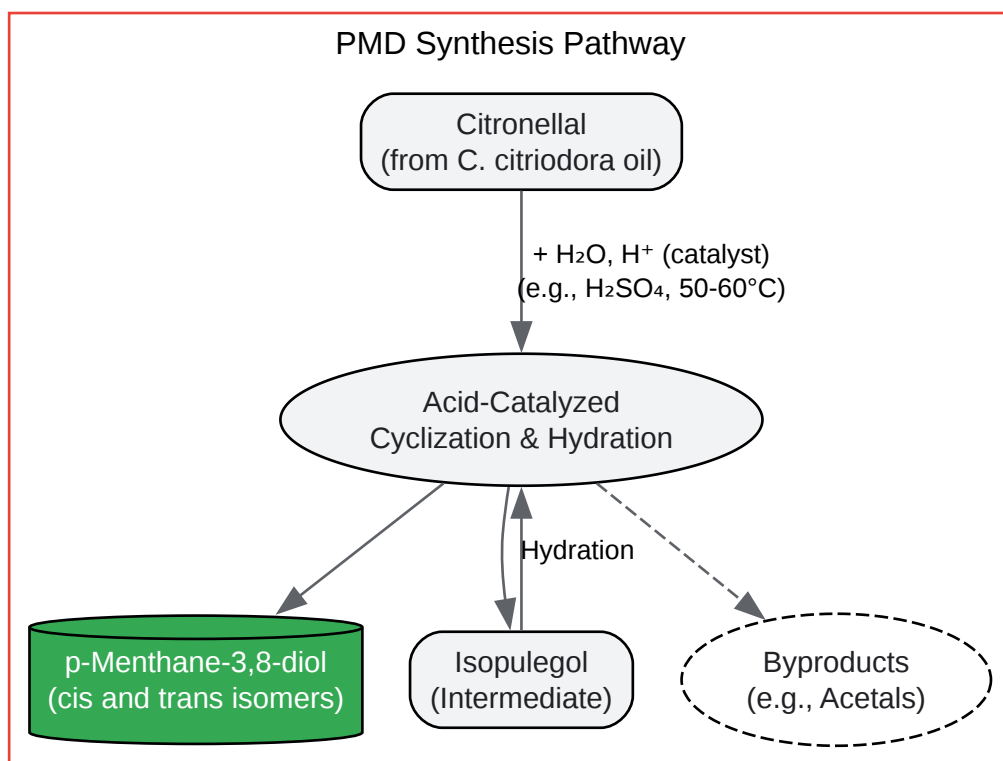 PMD Synthesis Pathway
Citronellal
(from C. citriodora oil)
+ H₂O, H⁺ (catalyst)
(e.g., H₂SO₄, 50-60°C)
Acid-Catalyzed
Cyclization & Hydration
Hydration
p-Menthane-3,8-diol
(cis and trans isomers)
Isopulegol
(Intermediate)
Byproducts
(e.g., Acetals)